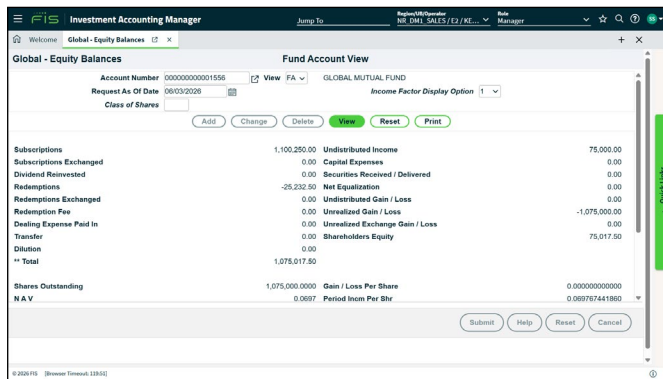 FIS Investment Accounting Manager Jump To Region/UB/Operator NR_DM1_SALES / E2 / KE... Role Manager SS
Welcome Global - Equity Balances
Global - Equity Balances Fund Account View
Account Number 000000000001556 View FA GLOBAL MUTUAL FUND
Request As Of Date 06/03/2026 Income Factor Display Option 1
Class of Shares
Add Change Delete View Reset Print
Subscriptions 1,100,250.00 Undistributed Income 75,000.00
Subscriptions Exchanged 0.00 Capital Expenses 0.00
Dividend Reinvested 0.00 Securities Received / Delivered 0.00
Redemptions -25,232.50 Net Equalization 0.00
Redemptions Exchanged 0.00 Undistributed Gain / Loss 0.00
Redemption Fee 0.00 Unrealized Gain / Loss -1,075,000.00
Dealing Expense Paid In 0.00 Unrealized Exchange Gain / Loss 0.00
Transfer 0.00 Shareholders Equity 75,017.50
Dilution 0.00
** Total 1,075,017.50
Shares Outstanding 1,075,000.0000 Gain / Loss Per Share 0.000000000000
N A V 0.0697 Period Incm Per Shr 0.069767441860
Submit Help Reset Cancel
© 2026 FIS [Browser Timeout: 119:51]
Quick Links